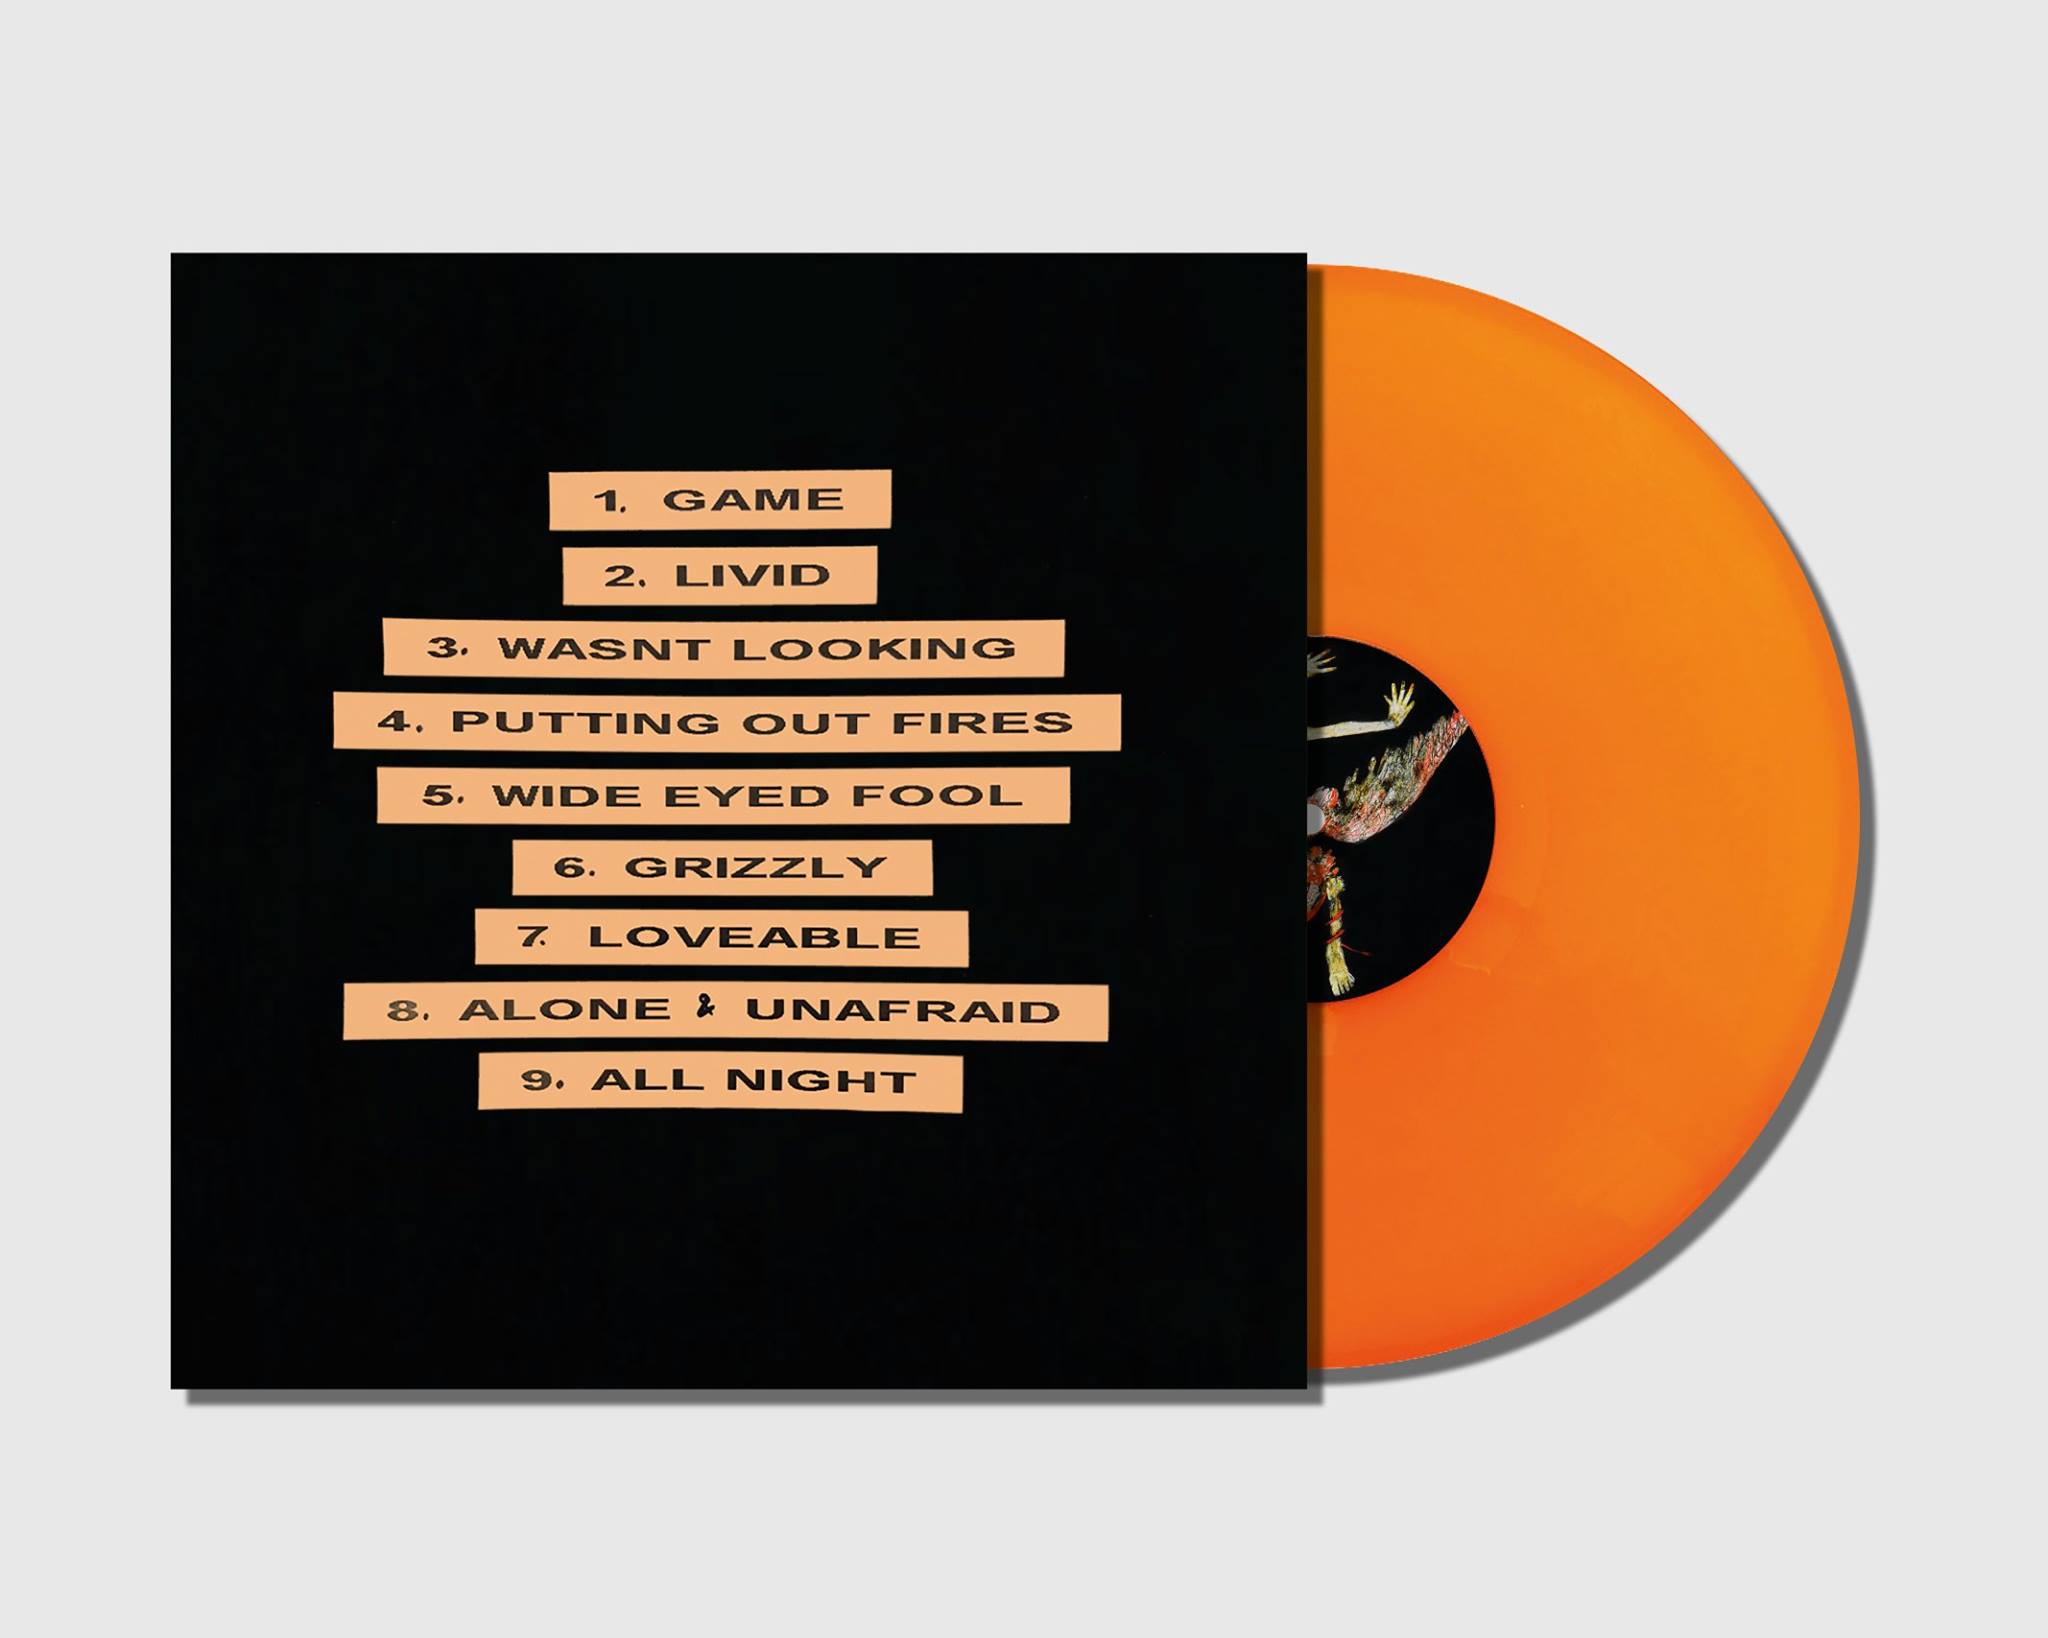 1. GAME
2. LIVID
3. WASNT LOOKING
4. PUTTING OUT FIRES
5. WIDE EYED FOOL
6. GRIZZLY
7. LOVEABLE
8. ALONE & UNAFRAID
9. ALL NIGHT